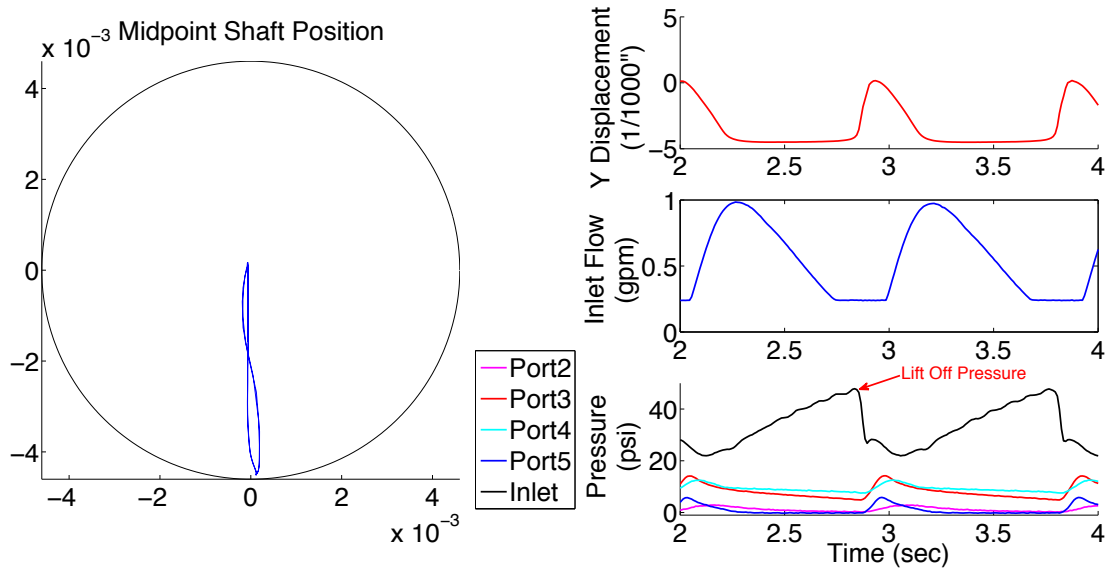 Midpoint Shaft Position
x 10⁻³
4
2
0
−2
−4
−4
−2
0
2
4
x 10⁻³
Port2
Port3
Port4
Port5
Inlet
Y Displacement
(1/1000")
5
0
−5
2
2.5
3
3.5
4
Inlet Flow
(gpm)
1
0.5
0
2
2.5
3
3.5
4
Lift Off Pressure
Pressure
(psi)
40
20
0
2
2.5
3
3.5
4
Time (sec)